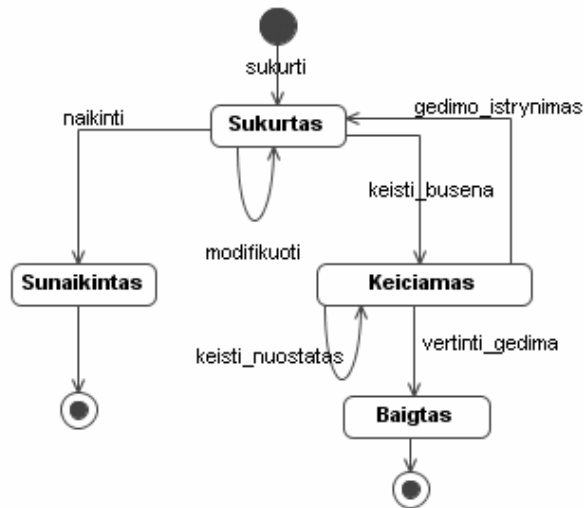 sukurti
naikinti
Sukurtas
gedimo_istrynimas
keisti_busena
modifikuoti
Sunaikintas
Keiciamas
keisti_nuostatas
vertinti_gedima
Baigtas